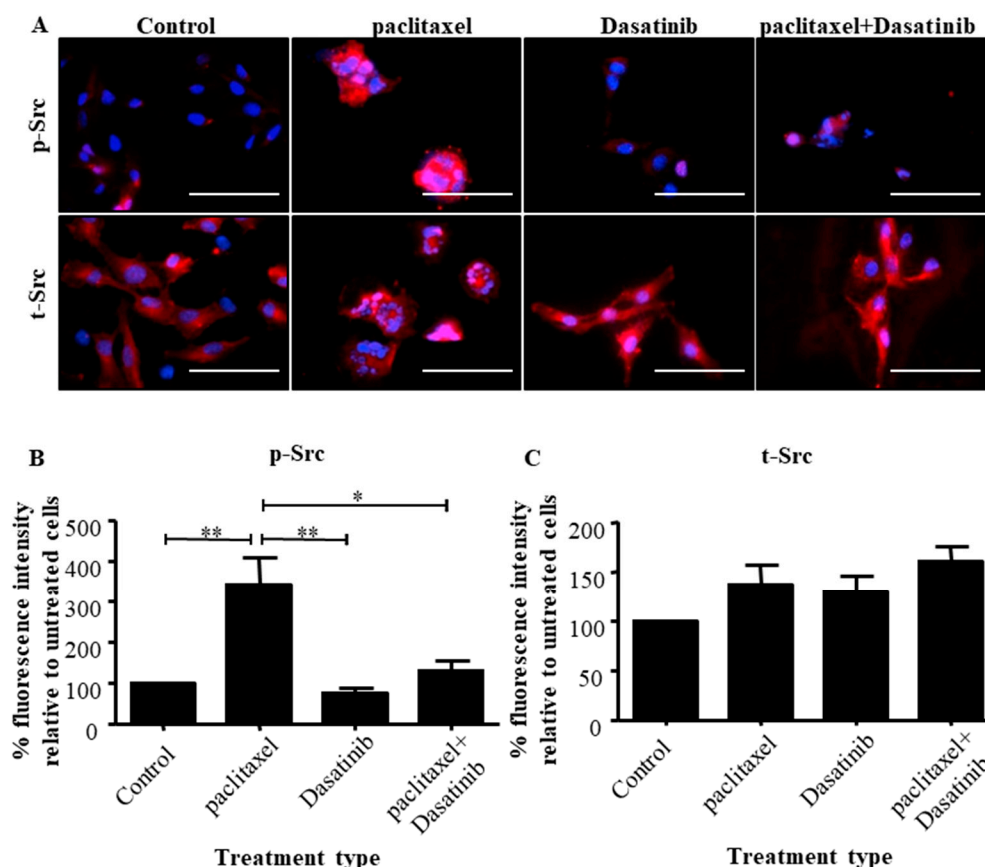 A
Control
paclitaxel
Dasatinib
paclitaxel+Dasatinib
p-Src
t-Src
B
p-Src
% fluorescence intensity
relative to untreated cells
500
400
300
200
100
0
**
**
*
Control
paclitaxel
Dasatinib
paclitaxel+
Dasatinib
Treatment type
C
t-Src
% fluorescence intensity
relative to untreated cells
200
150
100
50
0
Control
paclitaxel
Dasatinib
paclitaxel+
Dasatinib
Treatment type